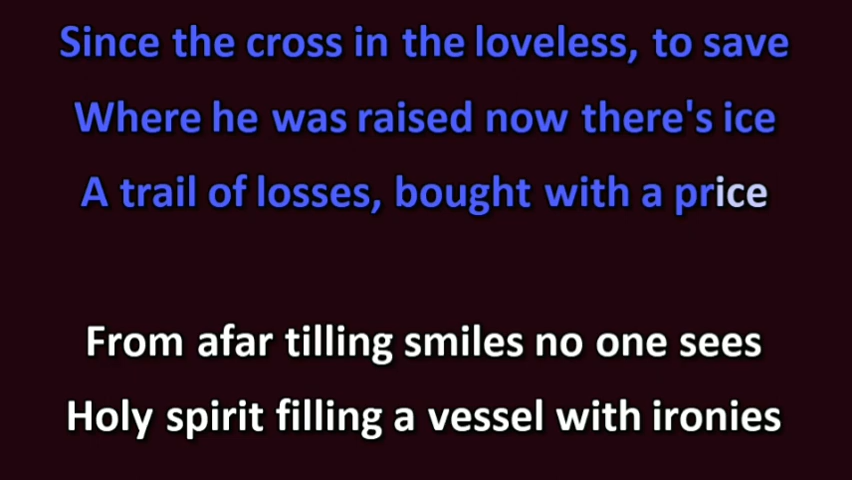 Since the cross in the loveless, to save
Where he was raised now there's ice
A trail of losses, bought with a price
From afar tilling smiles no one sees
Holy spirit filling a vessel with ironies